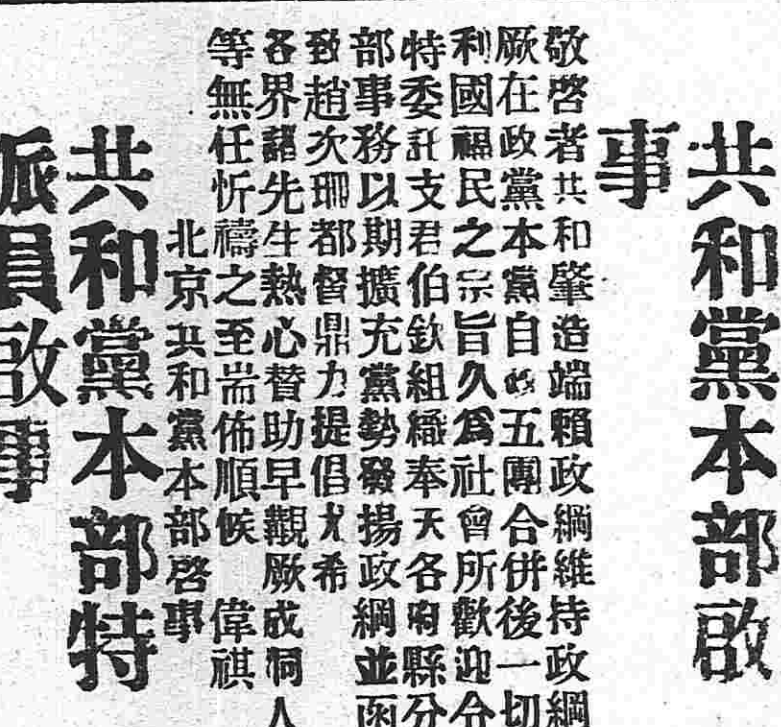 共和黨本部啟
事
敬啓者共和肇造端賴政綱維持政綱
厥在政黨本黨自五團合併後一切
利國福民之宗旨久爲社會所歡迎今
特委託支君伯欽組織奉天各府縣分
部事務以期擴充黨勢發揚政綱並函
致趙次珊都督鼎力提倡尤希
各界諸先生熱心替助早觀厥成同人
等無任忻禱之至耑佈順候 偉祺
北京共和黨本部啓事
共和黨本部特
派員啟事